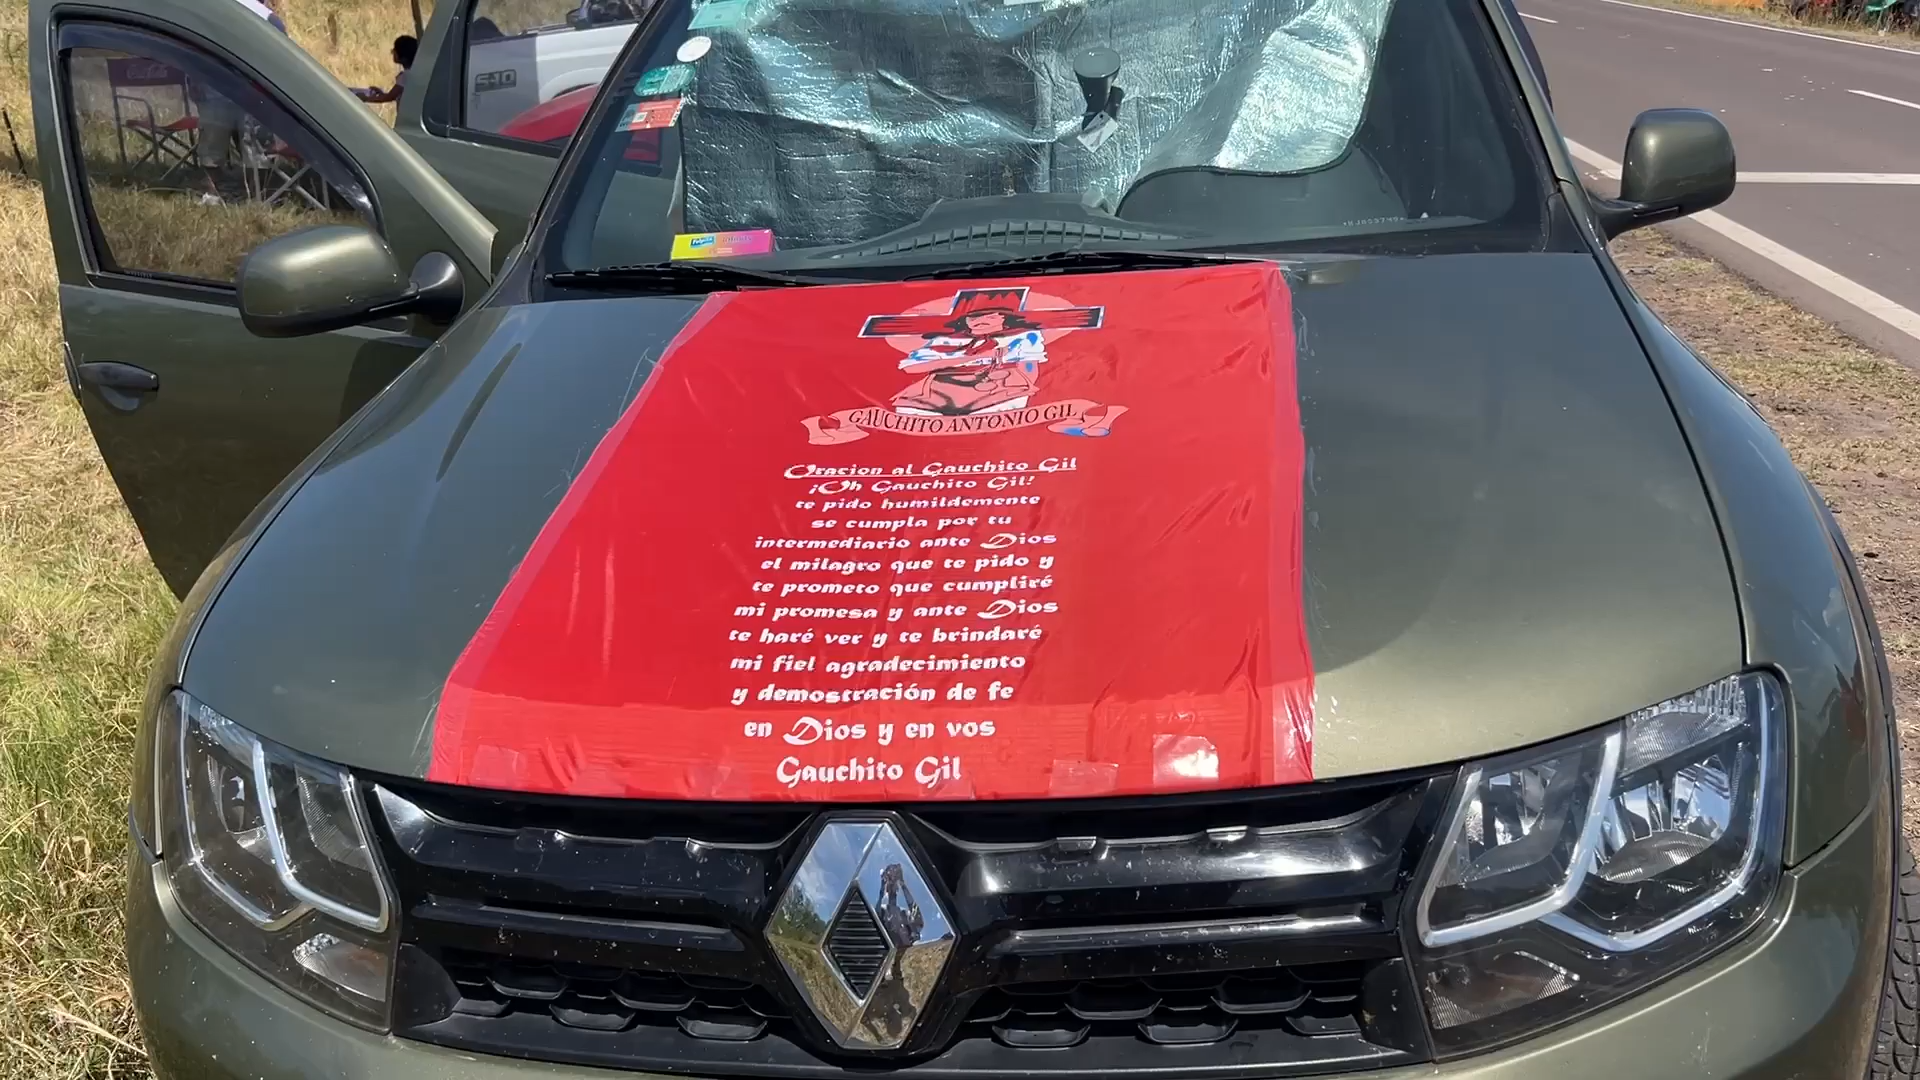 GAUCHITO ANTONIO GIL
Oracion al Gauchito Gil
¡Oh Gauchito Gil!
te pido humildemente
se cumpla por tu
intermediario ante Dios
el milagro que te pido y
te prometo que cumpliré
mi promesa y ante Dios
te haré ver y te brindaré
mi fiel agradecimiento
y demostración de fe
en Dios y en vos
Gauchito Gil